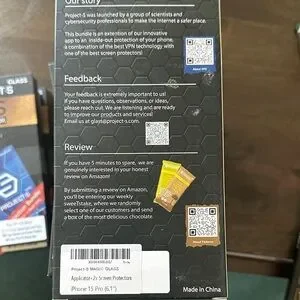 GLASS
Our story
Project-S was launched by a group of scientists and
cybersecurity professionals to make the internet a safer place.
This bundle is an extention of our innovative
app to an inside-out protection of your phone,
a combination of the best VPN technology with
one of the best screen protectors!
Feedback
Your feedback is extremely important to us!
If you have questions, observations, or ideas,
please reach out. We are listening and are ready
to improve our products and services!
Email us at glass@project-s.com.
Review
If you have 5 minutes to spare, we are
genuinely interested in your honest
review on Amazon!
By submitting a review on Amazon,
you'll be entering our weekly
sweetstake, where we randomly
select one of our customers and send
a box of the most delicious chocolate.
Project-S MAGIC GLASS
Applicator+2x Screen Protectors
iPhone 15 Pro (6.1")
Made in China